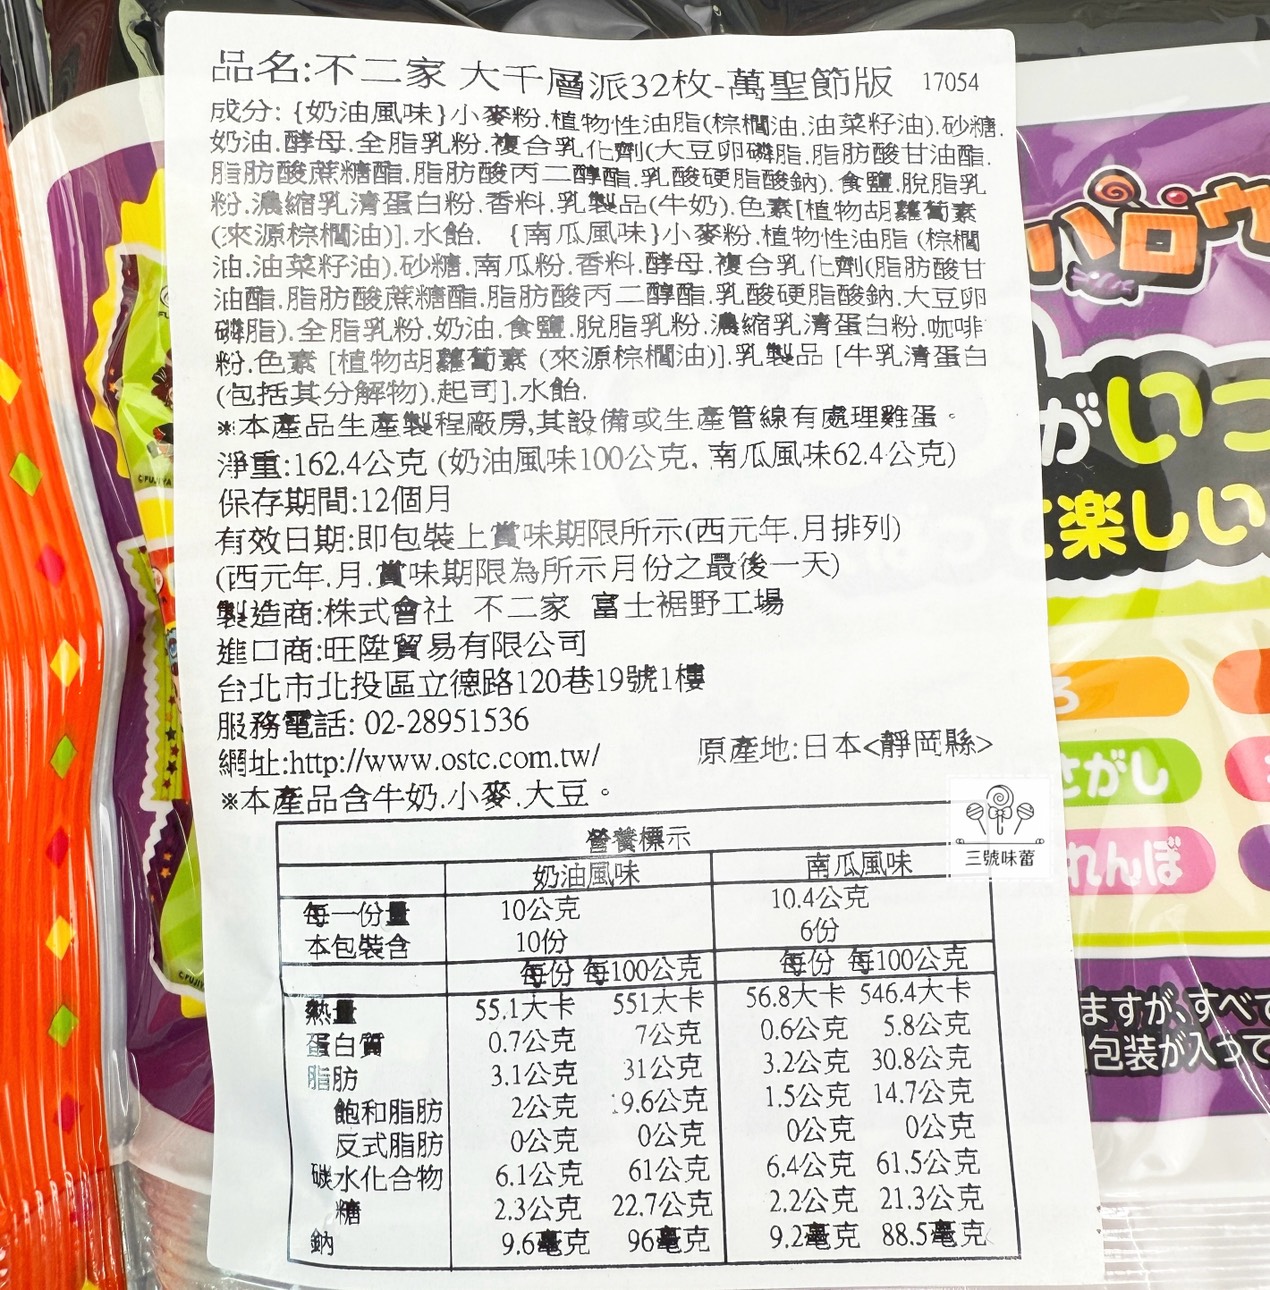 品名:不二家 大千層派32枚-萬聖節版 17054
成分: {奶油風味}小麥粉.植物性油脂(棕櫚油.油菜籽油).砂糖.
奶油.酵母.全脂乳粉.複合乳化劑(大豆卵磷脂.脂肪酸甘油酯.
脂肪酸蔗糖酯.脂肪酸丙二醇酯.乳酸硬脂酸鈉).食鹽.脫脂乳
粉.濃縮乳清蛋白粉.香料.乳製品(牛奶).色素[植物胡蘿蔔素
(來源棕櫚油)].水飴. {南瓜風味}小麥粉.植物性油脂 (棕櫚
油.油菜籽油).砂糖.南瓜粉.香料.酵母.複合乳化劑(脂肪酸甘
油酯.脂肪酸蔗糖酯.脂肪酸丙二醇酯.乳酸硬脂酸鈉.大豆卵
磷脂).全脂乳粉.奶油.食鹽.脫脂乳粉.濃縮乳清蛋白粉.咖啡
粉.色素 [植物胡蘿蔔素 (來源棕櫚油)].乳製品 [牛乳清蛋白
(包括其分解物).起司].水飴.
※本產品生產製程廠房,其設備或生產管線有處理雞蛋。
淨重:162.4公克 (奶油風味100公克, 南瓜風味62.4公克)
保存期間:12個月
有效日期:即包裝上賞味期限所示(西元年.月排列)
(西元年.月.賞味期限為所示月份之最後一天)
製造商:株式會社 不二家 富士裾野工場
進口商:旺陞貿易有限公司
台北市北投區立德路120巷19號1樓
服務電話: 02-28951536
網址:http://www.ostc.com.tw/ 原產地:日本<靜岡縣>
※本產品含牛奶.小麥.大豆。
營養標示
奶油風味 南瓜風味
每一份量 10公克 10.4公克
本包裝含 10份 6份
每份 每100公克 每份 每100公克
熱量 55.1大卡 551大卡 56.8大卡 546.4大卡
蛋白質 0.7公克 7公克 0.6公克 5.8公克
脂肪 3.1公克 31公克 3.2公克 30.8公克
飽和脂肪 2公克 19.6公克 1.5公克 14.7公克
反式脂肪 0公克 0公克 0公克 0公克
碳水化合物 6.1公克 61公克 6.4公克 61.5公克
糖 2.3公克 22.7公克 2.2公克 21.3公克
鈉 9.6毫克 96毫克 9.2毫克 88.5毫克
三號味蕾
ハロウ
がいつ
楽しい
ろ
さがし
れんぼ
ますが、すべて
包装が入って